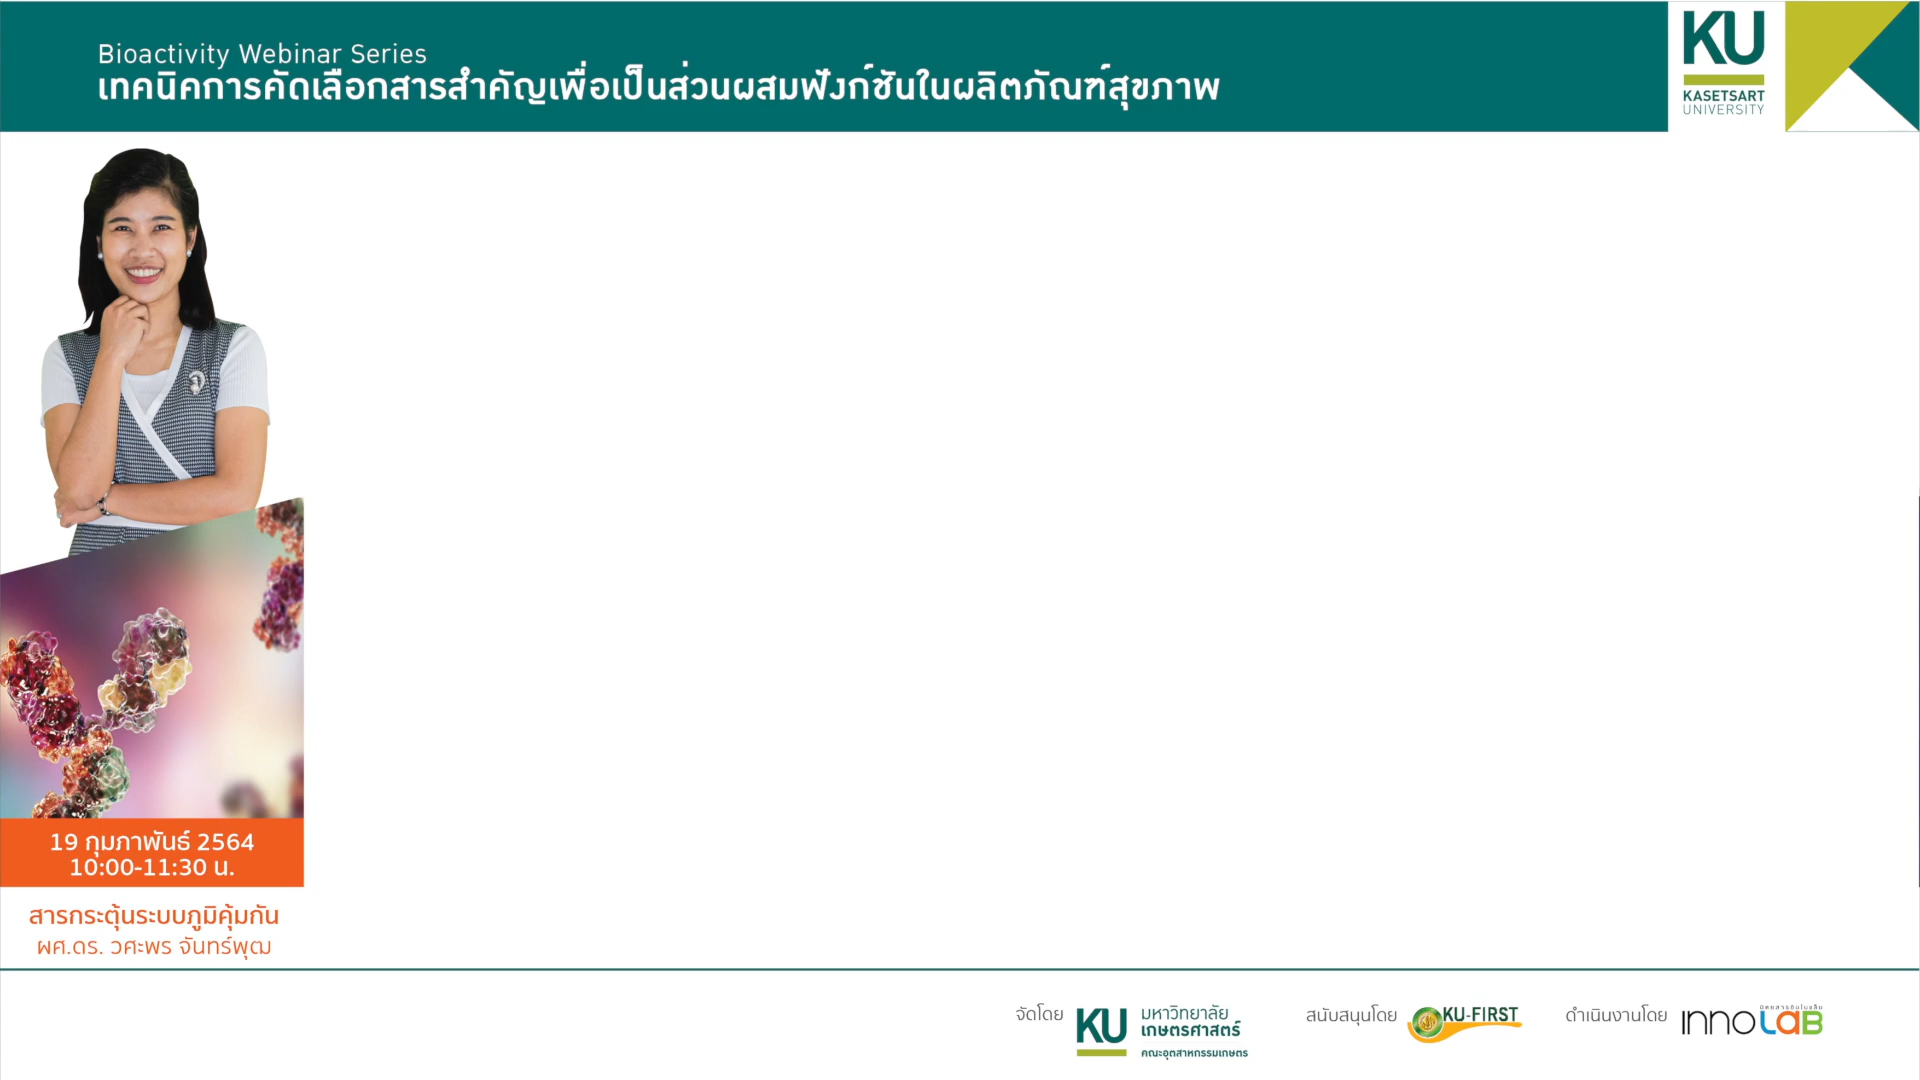 Bioactivity Webinar Series
เทคนิคการคัดเลือกสารสำคัญเพื่อเป็นส่วนผสมฟังก์ชันในผลิตภัณฑ์สุขภาพ
KU
KASETSART
UNIVERSITY
19 กุมภาพันธ์ 2564
10:00-11:30 น.
สารกระตุ้นระบบภูมิคุ้มกัน
ผศ.ดร. วศะพร จันทร์พุฒ
จัดโดย
KU
มหาวิทยาลัย
เกษตรศาสตร์
คณะอุตสาหกรรมเกษตร
สนับสนุนโดย
KU-FIRST
ดำเนินงานโดย
InnoLaB